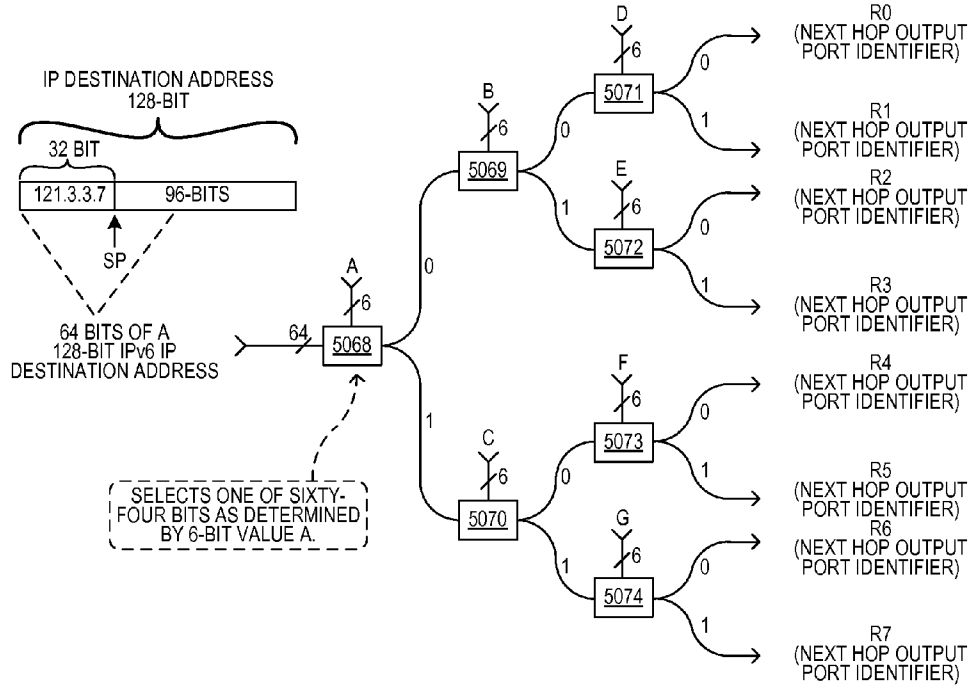 IP DESTINATION ADDRESS
128-BIT
32 BIT
121.3.3.7
96-BITS
SP
64 BITS OF A
128-BIT IPv6 IP
DESTINATION ADDRESS
64
A
6
5068
SELECTS ONE OF SIXTY-
FOUR BITS AS DETERMINED
BY 6-BIT VALUE A.
0
1
B
6
5069
0
1
C
6
5070
0
1
D
6
5071
0
1
E
6
5072
0
1
F
6
5073
0
1
G
6
5074
0
1
R0
(NEXT HOP OUTPUT
PORT IDENTIFIER)
R1
(NEXT HOP OUTPUT
PORT IDENTIFIER)
R2
(NEXT HOP OUTPUT
PORT IDENTIFIER)
R3
(NEXT HOP OUTPUT
PORT IDENTIFIER)
R4
(NEXT HOP OUTPUT
PORT IDENTIFIER)
R5
(NEXT HOP OUTPUT
PORT IDENTIFIER)
R6
(NEXT HOP OUTPUT
PORT IDENTIFIER)
R7
(NEXT HOP OUTPUT
PORT IDENTIFIER)